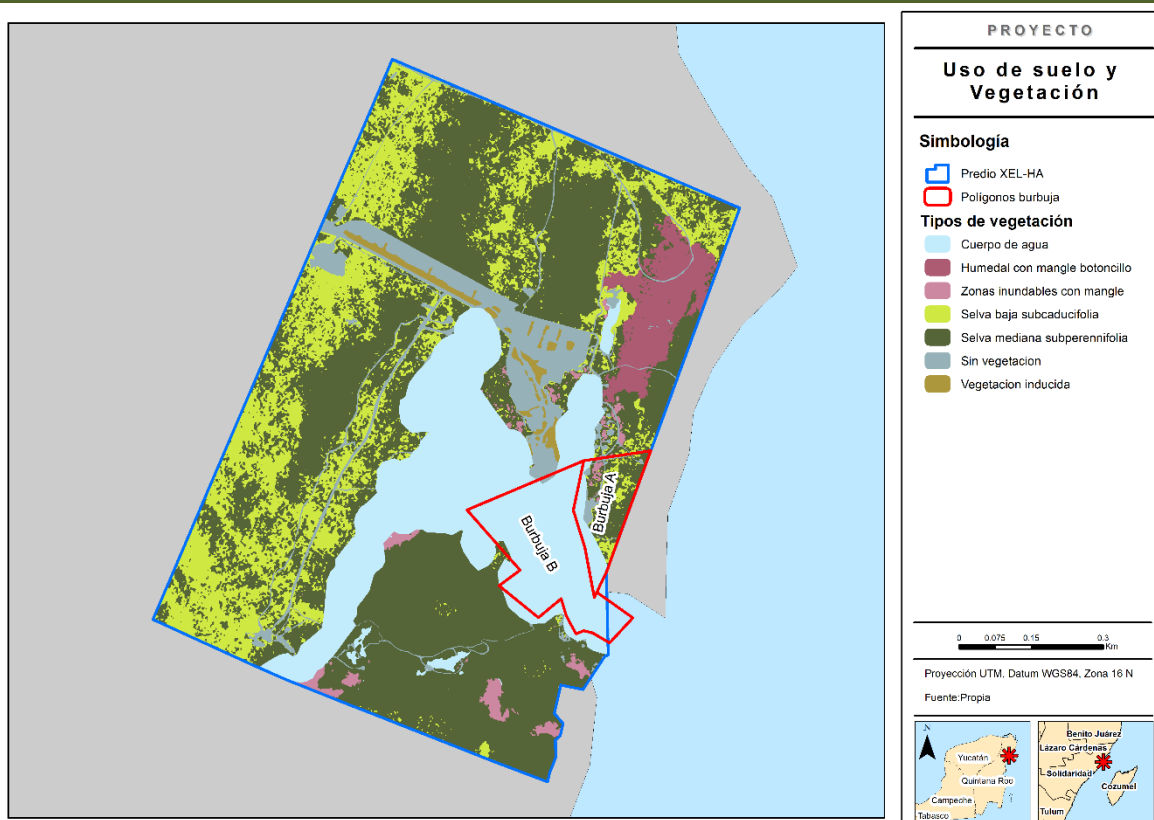 PROYECTO
Uso de suelo y
Vegetación
Simbología
Predio XEL-HA
Polígonos burbuja
Tipos de vegetación
Cuerpo de agua
Humedal con mangle botoncillo
Zonas inundables con mangle
Selva baja subcaducifolia
Selva mediana subperennifolia
Sin vegetacion
Vegetacion inducida
Burbuja A
Burbuja B
0 0.075 0.15 0.3
Km
Proyección UTM, Datum WGS84, Zona 16 N
Fuente:Propia
N
Yucatán
Quintana Roo
Campeche
Tabasco
Benito Juárez
Lázaro Cárdenas
Solidaridad
Cozumel
Tulum